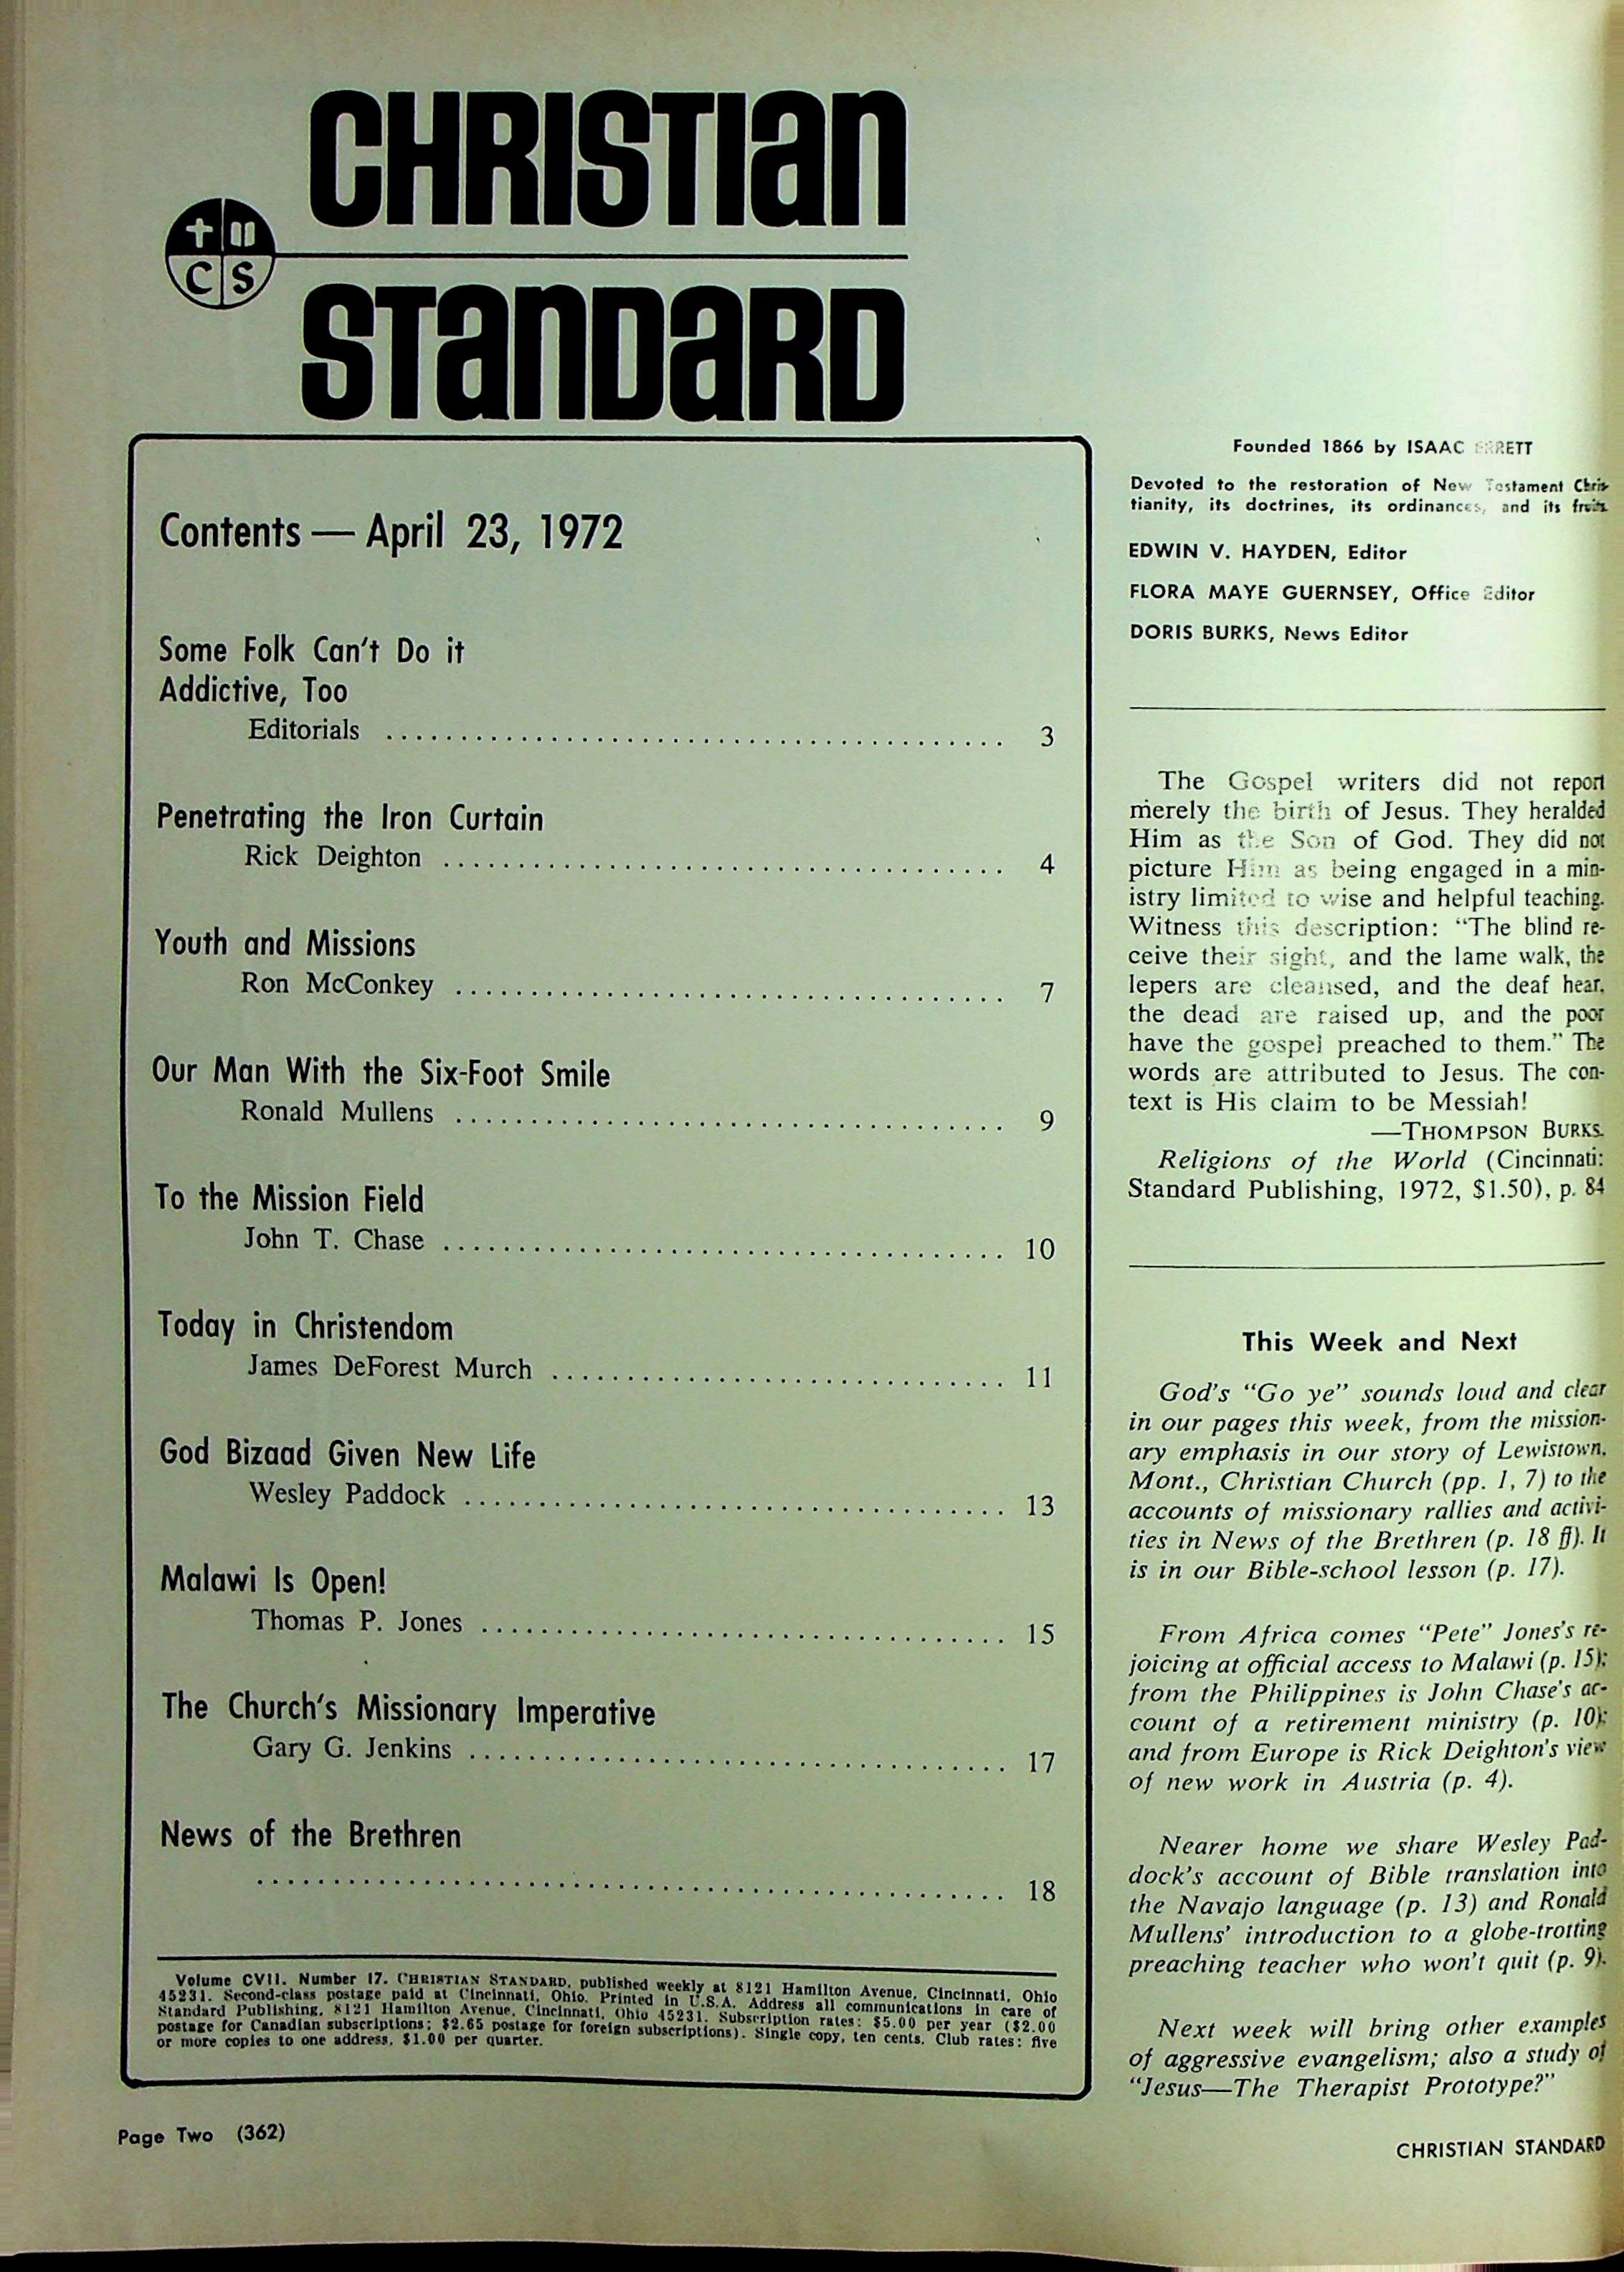 CHRISTIAN
STANDARD
C S
Contents — April 23, 1972
Some Folk Can't Do it
Addictive, Too
Editorials ........................................ 3
Penetrating the Iron Curtain
Rick Deighton ........................................ 4
Youth and Missions
Ron McConkey ........................................ 7
Our Man With the Six-Foot Smile
Ronald Mullens ........................................ 9
To the Mission Field
John T. Chase ........................................ 10
Today in Christendom
James DeForest Murch ........................................ 11
God Bizaad Given New Life
Wesley Paddock ........................................ 13
Malawi Is Open!
Thomas P. Jones ........................................ 15
The Church's Missionary Imperative
Gary G. Jenkins ........................................ 17
News of the Brethren
........................................ 18
Volume CVII. Number 17. CHRISTIAN STANDARD, published weekly at 8121 Hamilton Avenue, Cincinnati, Ohio
45231. Second-class postage paid at Cincinnati, Ohio. Printed in U.S.A. Address all communications in care of
Standard Publishing, 8121 Hamilton Avenue, Cincinnati, Ohio 45231. Subscription rates: $5.00 per year ($2.00
postage for Canadian subscriptions; $2.65 postage for foreign subscriptions). Single copy, ten cents. Club rates: five
or more copies to one address, $1.00 per quarter.
Page Two (362)
Founded 1866 by ISAAC ERRETT
Devoted to the restoration of New Testament Chris-
tianity, its doctrines, its ordinances, and its fruits.
EDWIN V. HAYDEN, Editor
FLORA MAYE GUERNSEY, Office Editor
DORIS BURKS, News Editor
The Gospel writers did not report
merely the birth of Jesus. They heralded
Him as the Son of God. They did not
picture Him as being engaged in a min-
istry limited to wise and helpful teaching.
Witness this description: "The blind re-
ceive their sight, and the lame walk, the
lepers are cleansed, and the deaf hear,
the dead are raised up, and the poor
have the gospel preached to them." The
words are attributed to Jesus. The con-
text is His claim to be Messiah!
—THOMPSON BURKS.
Religions of the World (Cincinnati:
Standard Publishing, 1972, $1.50), p. 84
This Week and Next
God's "Go ye" sounds loud and clear
in our pages this week, from the mission-
ary emphasis in our story of Lewistown,
Mont., Christian Church (pp. 1, 7) to the
accounts of missionary rallies and activi-
ties in News of the Brethren (p. 18 ff). It
is in our Bible-school lesson (p. 17).
From Africa comes "Pete" Jones's re-
joicing at official access to Malawi (p. 15);
from the Philippines is John Chase's ac-
count of a retirement ministry (p. 10);
and from Europe is Rick Deighton's view
of new work in Austria (p. 4).
Nearer home we share Wesley Pad-
dock's account of Bible translation into
the Navajo language (p. 13) and Ronald
Mullens' introduction to a globe-trotting
preaching teacher who won't quit (p. 9).
Next week will bring other examples
of aggressive evangelism; also a study of
"Jesus—The Therapist Prototype?"
CHRISTIAN STANDARD